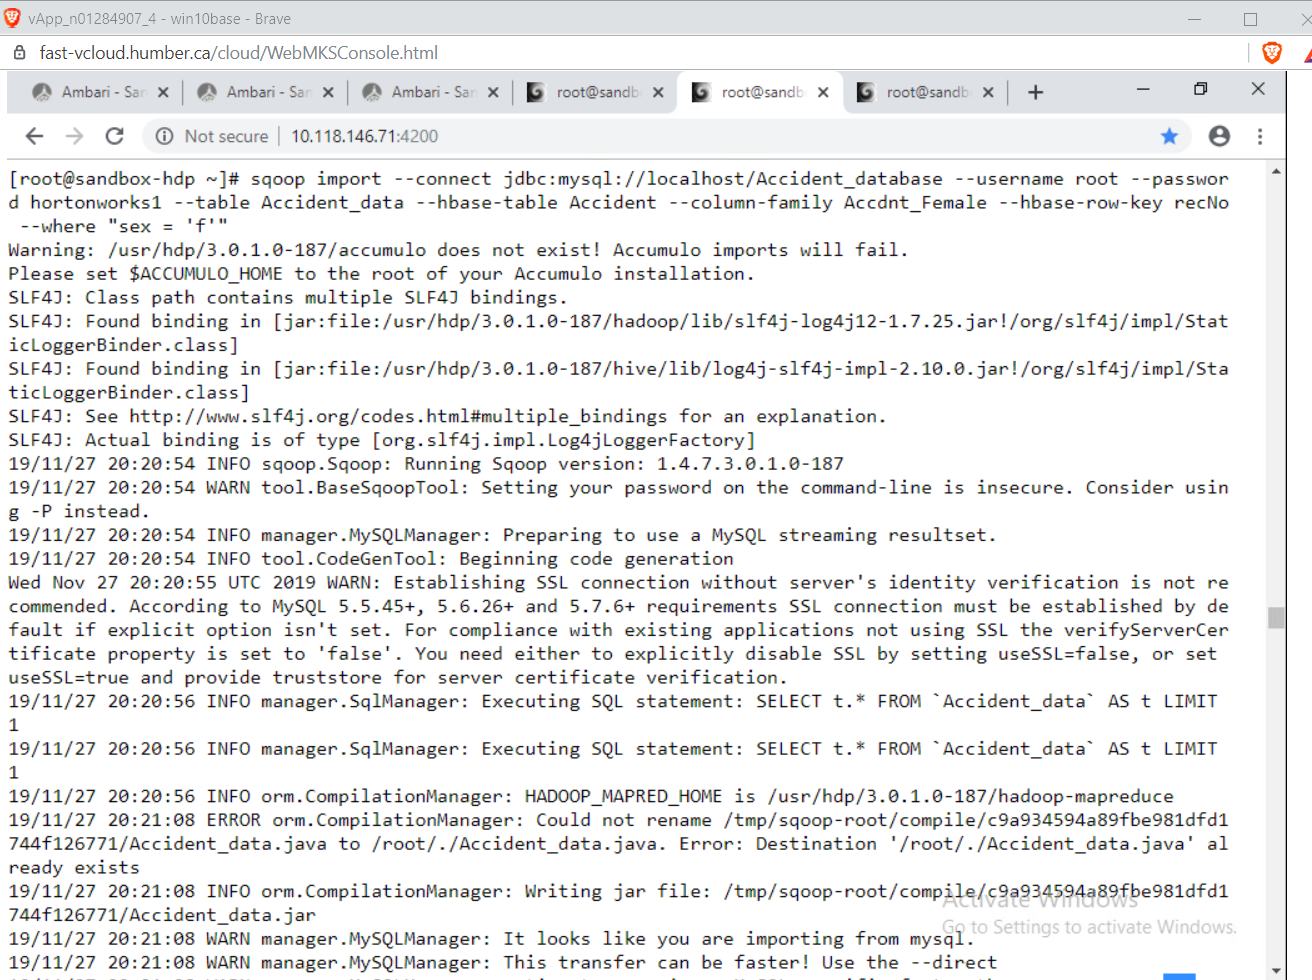 vApp_n01284907_4 - win10base - Brave
fast-vcloud.humber.ca/cloud/WebMKSConsole.html
Ambari - San
Ambari - San
Ambari - San
root@sandb
root@sandb
root@sandb
Not secure
10.118.146.71:4200
[root@sandbox-hdp ~]# sqoop import --connect jdbc:mysql://localhost/Accident_database --username root --passwor
d hortonworks1 --table Accident_data --hbase-table Accident --column-family Accdnt_Female --hbase-row-key recNo
--where "sex = 'f'"
Warning: /usr/hdp/3.0.1.0-187/accumulo does not exist! Accumulo imports will fail.
Please set $ACCUMULO_HOME to the root of your Accumulo installation.
SLF4J: Class path contains multiple SLF4J bindings.
SLF4J: Found binding in [jar:file:/usr/hdp/3.0.1.0-187/hadoop/lib/slf4j-log4j12-1.7.25.jar!/org/slf4j/impl/Stat
icLoggerBinder.class]
SLF4J: Found binding in [jar:file:/usr/hdp/3.0.1.0-187/hive/lib/log4j-slf4j-impl-2.10.0.jar!/org/slf4j/impl/Sta
ticLoggerBinder.class]
SLF4J: See http://www.slf4j.org/codes.html#multiple_bindings for an explanation.
SLF4J: Actual binding is of type [org.slf4j.impl.Log4jLoggerFactory]
19/11/27 20:20:54 INFO sqoop.Sqoop: Running Sqoop version: 1.4.7.3.0.1.0-187
19/11/27 20:20:54 WARN tool.BaseSqoopTool: Setting your password on the command-line is insecure. Consider usin
g -P instead.
19/11/27 20:20:54 INFO manager.MySQLManager: Preparing to use a MySQL streaming resultset.
19/11/27 20:20:54 INFO tool.CodeGenTool: Beginning code generation
Wed Nov 27 20:20:55 UTC 2019 WARN: Establishing SSL connection without server's identity verification is not re
commended. According to MySQL 5.5.45+, 5.6.26+ and 5.7.6+ requirements SSL connection must be established by de
fault if explicit option isn't set. For compliance with existing applications not using SSL the verifyServerCer
tificate property is set to 'false'. You need either to explicitly disable SSL by setting useSSL=false, or set
useSSL=true and provide truststore for server certificate verification.
19/11/27 20:20:56 INFO manager.SqlManager: Executing SQL statement: SELECT t.* FROM `Accident_data` AS t LIMIT
1
19/11/27 20:20:56 INFO manager.SqlManager: Executing SQL statement: SELECT t.* FROM `Accident_data` AS t LIMIT
1
19/11/27 20:20:56 INFO orm.CompilationManager: HADOOP_MAPRED_HOME is /usr/hdp/3.0.1.0-187/hadoop-mapreduce
19/11/27 20:21:08 ERROR orm.CompilationManager: Could not rename /tmp/sqoop-root/compile/c9a934594a89fbe981dfd1
744f126771/Accident_data.java to /root/./Accident_data.java. Error: Destination '/root/./Accident_data.java' al
ready exists
19/11/27 20:21:08 INFO orm.CompilationManager: Writing jar file: /tmp/sqoop-root/compile/c9a934594a89fbe981dfd1
744f126771/Accident_data.jar
Activate Windows
Go to Settings to activate Windows.
19/11/27 20:21:08 WARN manager.MySQLManager: It looks like you are importing from mysql.
19/11/27 20:21:08 WARN manager.MySQLManager: This transfer can be faster! Use the --direct